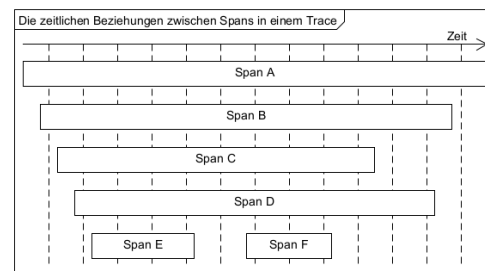 Die zeitlichen Beziehungen zwischen Spans in einem Trace
Zeit
Span A
Span B
Span C
Span D
Span E
Span F